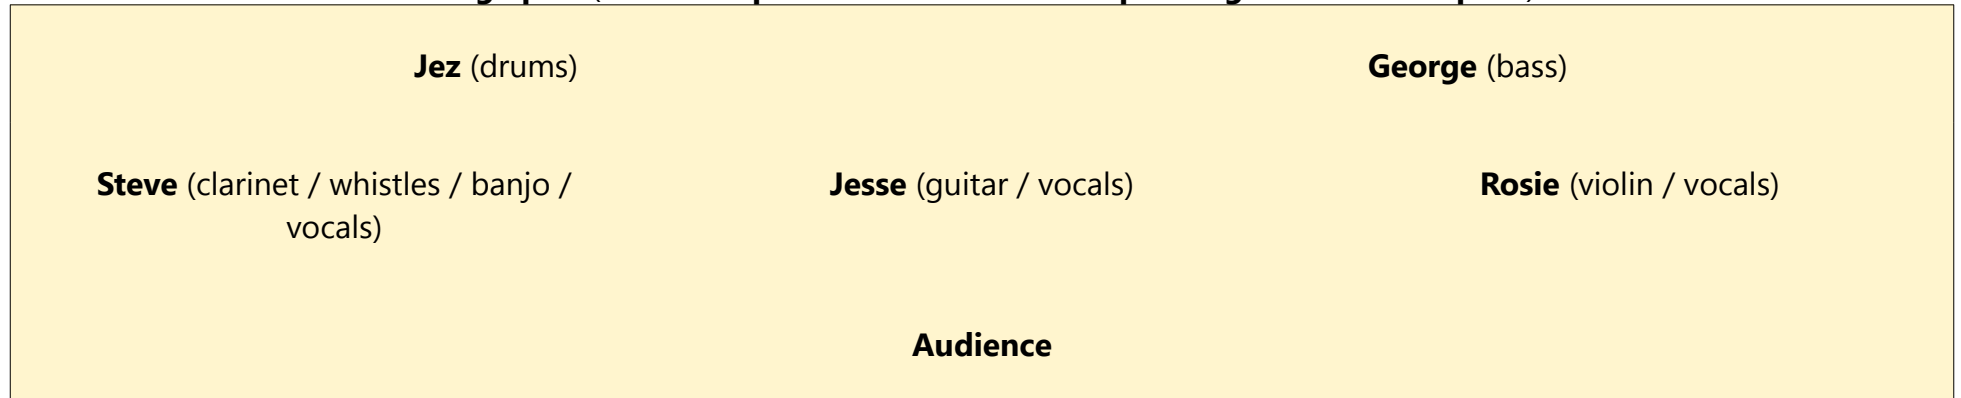 Jez (drums) George (bass)
Steve (clarinet / whistles / banjo / Jesse (guitar / vocals) Rosie (violin / vocals)
vocals)
Audience